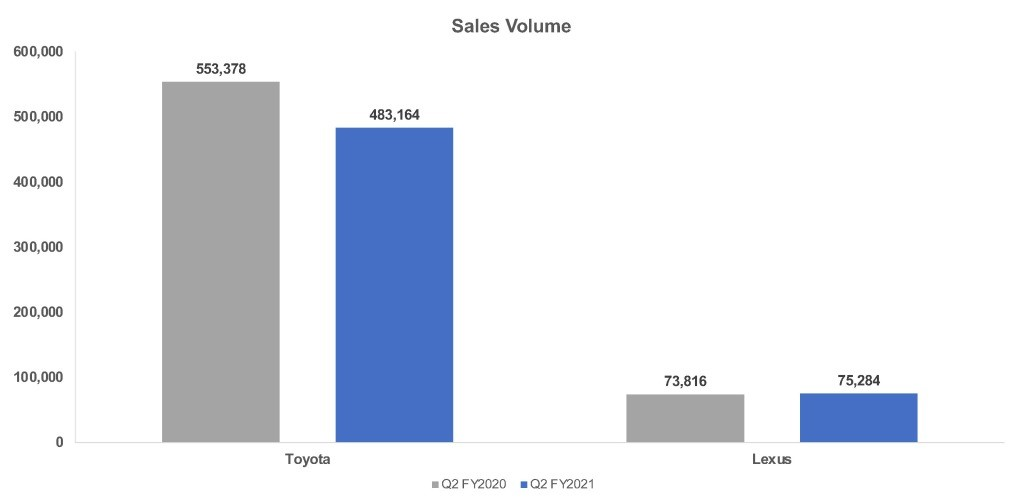 Sales Volume
600,000
500,000
400,000
300,000
200,000
100,000
0
553,378
483,164
73,816
75,284
Toyota
Lexus
Q2 FY2020
Q2 FY2021